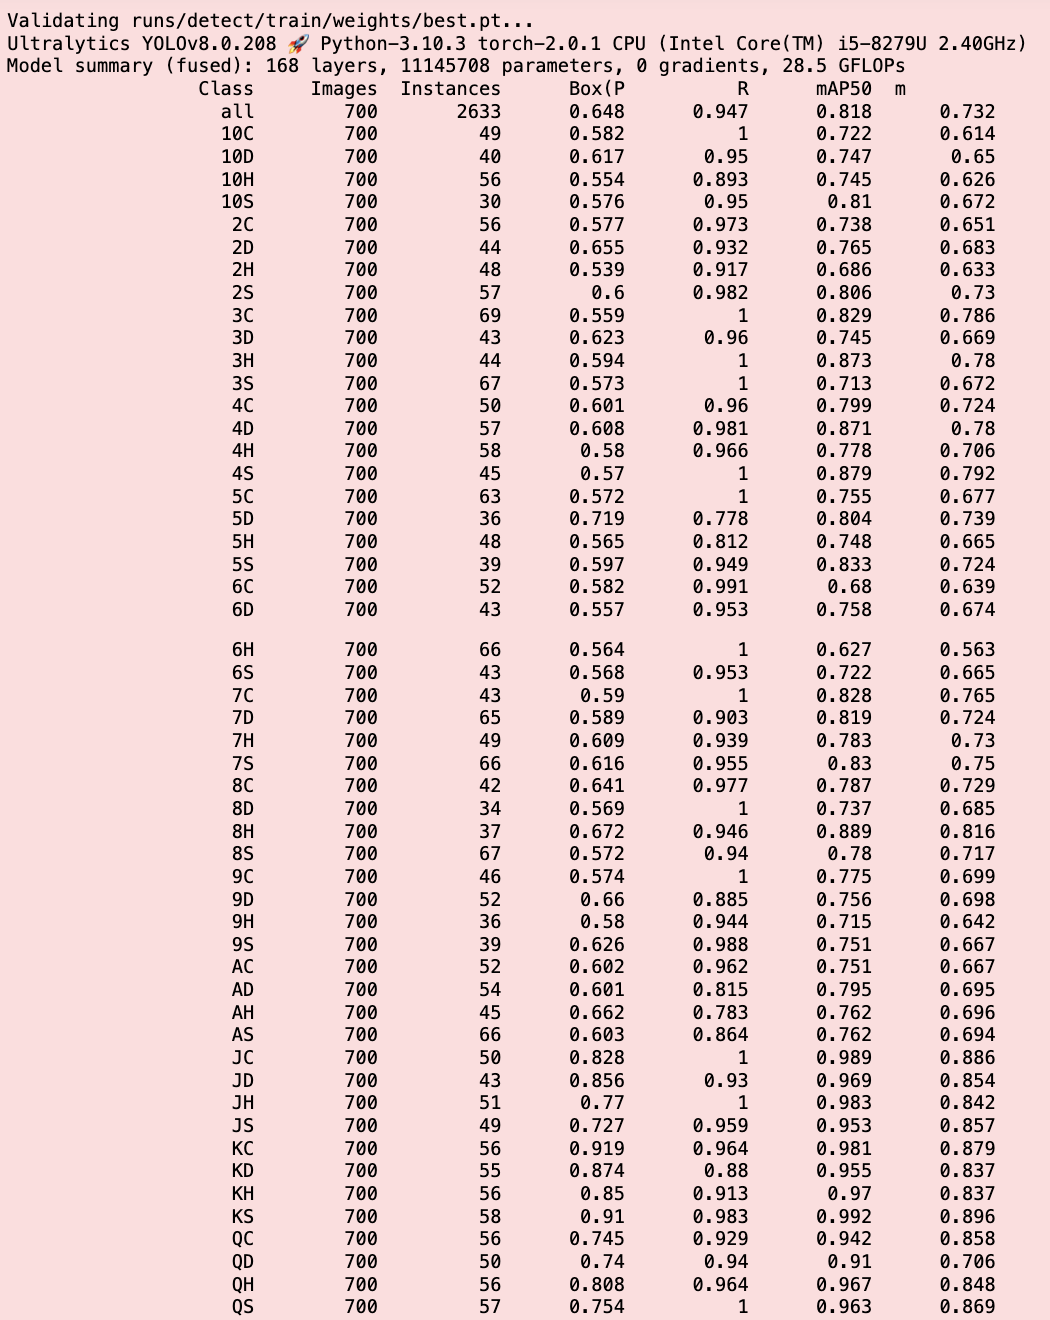 Validating runs/detect/train/weights/best.pt...
Ultralytics YOLOv8.0.208 🚀 Python-3.10.3 torch-2.0.1 CPU (Intel Core(TM) i5-8279U 2.40GHz)
Model summary (fused): 168 layers, 11145708 parameters, 0 gradients, 28.5 GFLOPs
Class Images Instances Box(P R mAP50 m
all 700 2633 0.648 0.947 0.818 0.732
10C 700 49 0.582 1 0.722 0.614
10D 700 40 0.617 0.95 0.747 0.65
10H 700 56 0.554 0.893 0.745 0.626
10S 700 30 0.576 0.95 0.81 0.672
2C 700 56 0.577 0.973 0.738 0.651
2D 700 44 0.655 0.932 0.765 0.683
2H 700 48 0.539 0.917 0.686 0.633
2S 700 57 0.6 0.982 0.806 0.73
3C 700 69 0.559 1 0.829 0.786
3D 700 43 0.623 0.96 0.745 0.669
3H 700 44 0.594 1 0.873 0.78
3S 700 67 0.573 1 0.713 0.672
4C 700 50 0.601 0.96 0.799 0.724
4D 700 57 0.608 0.981 0.871 0.78
4H 700 58 0.58 0.966 0.778 0.706
4S 700 45 0.57 1 0.879 0.792
5C 700 63 0.572 1 0.755 0.677
5D 700 36 0.719 0.778 0.804 0.739
5H 700 48 0.565 0.812 0.748 0.665
5S 700 39 0.597 0.949 0.833 0.724
6C 700 52 0.582 0.991 0.68 0.639
6D 700 43 0.557 0.953 0.758 0.674
6H 700 66 0.564 1 0.627 0.563
6S 700 43 0.568 0.953 0.722 0.665
7C 700 43 0.59 1 0.828 0.765
7D 700 65 0.589 0.903 0.819 0.724
7H 700 49 0.609 0.939 0.783 0.73
7S 700 66 0.616 0.955 0.83 0.75
8C 700 42 0.641 0.977 0.787 0.729
8D 700 34 0.569 1 0.737 0.685
8H 700 37 0.672 0.946 0.889 0.816
8S 700 67 0.572 0.94 0.78 0.717
9C 700 46 0.574 1 0.775 0.699
9D 700 52 0.66 0.885 0.756 0.698
9H 700 36 0.58 0.944 0.715 0.642
9S 700 39 0.626 0.988 0.751 0.667
AC 700 52 0.602 0.962 0.751 0.667
AD 700 54 0.601 0.815 0.795 0.695
AH 700 45 0.662 0.783 0.762 0.696
AS 700 66 0.603 0.864 0.762 0.694
JC 700 50 0.828 1 0.989 0.886
JD 700 43 0.856 0.93 0.969 0.854
JH 700 51 0.77 1 0.983 0.842
JS 700 49 0.727 0.959 0.953 0.857
KC 700 56 0.919 0.964 0.981 0.879
KD 700 55 0.874 0.88 0.955 0.837
KH 700 56 0.85 0.913 0.97 0.837
KS 700 58 0.91 0.983 0.992 0.896
QC 700 56 0.745 0.929 0.942 0.858
QD 700 50 0.74 0.94 0.91 0.706
QH 700 56 0.808 0.964 0.967 0.848
QS 700 57 0.754 1 0.963 0.869